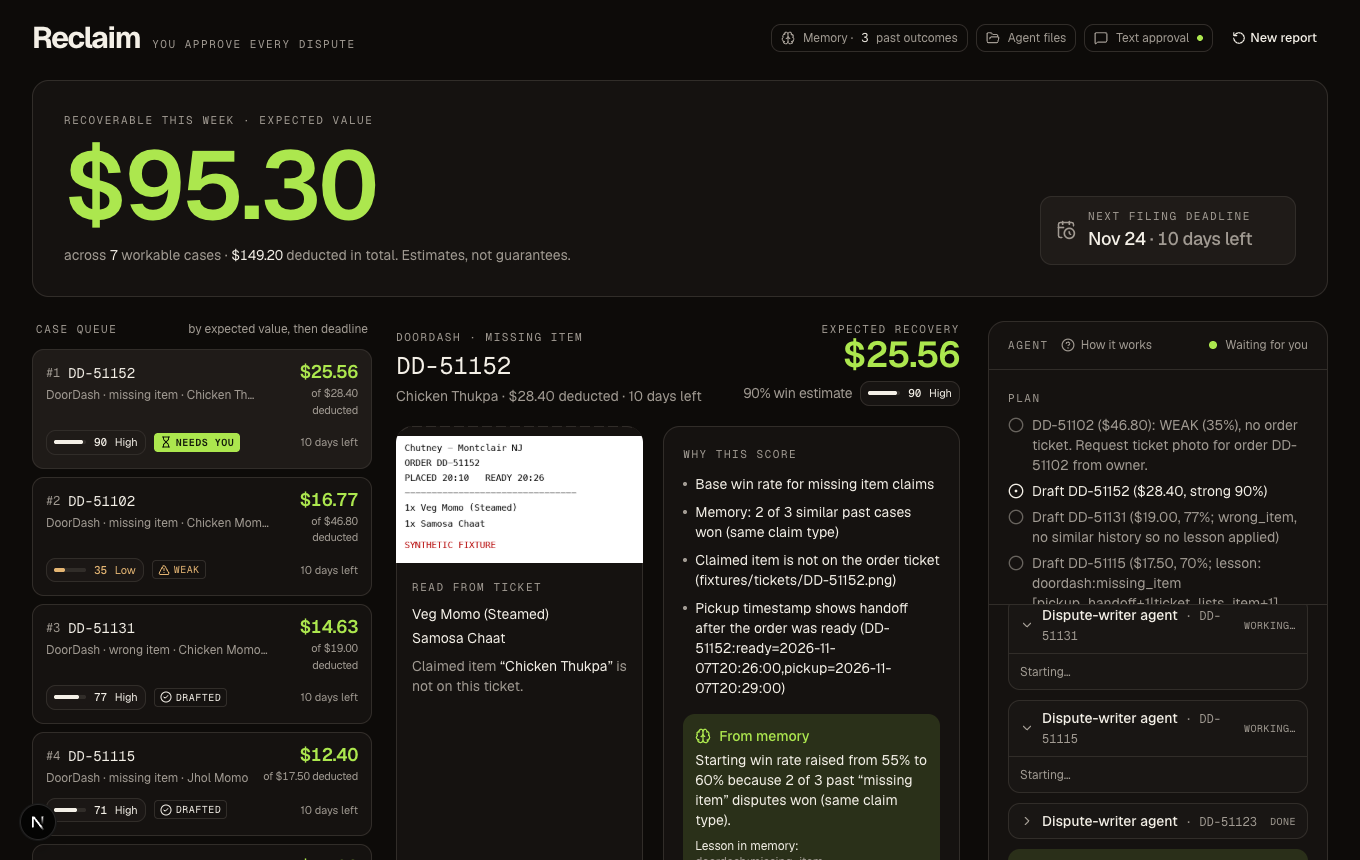 Reclaim YOU APPROVE EVERY DISPUTE
Memory · 3 past outcomes
Agent files
Text approval
New report
RECOVERABLE THIS WEEK · EXPECTED VALUE
$95.30
across 7 workable cases · $149.20 deducted in total. Estimates, not guarantees.
NEXT FILING DEADLINE
Nov 24 · 10 days left
CASE QUEUE by expected value, then deadline
#1 DD-51152 $25.56
DoorDash · missing item · Chicken Th... of $28.40
deducted
90 High NEEDS YOU 10 days left
#2 DD-51102 $16.77
DoorDash · missing item · Chicken Mom... of $46.80
deducted
35 Low WEAK 10 days left
#3 DD-51131 $14.63
DoorDash · wrong item · Chicken Momo... of $19.00
deducted
77 High DRAFTED 10 days left
#4 DD-51115 $12.40
DoorDash · missing item · Jhol Momo of $17.50 deducted
71 High DRAFTED 10 days left
N
DOORDASH · MISSING ITEM
DD-51152
Chicken Thukpa · $28.40 deducted · 10 days left
EXPECTED RECOVERY
$25.56
90% win estimate 90 High
Chutney — Montclair NJ
ORDER DD-51152
PLACED 20:10 READY 20:26
1x Veg Momo (Steamed)
1x Samosa Chaat
SYNTHETIC FIXTURE
READ FROM TICKET
Veg Momo (Steamed)
Samosa Chaat
Claimed item “Chicken Thukpa” is
not on this ticket.
WHY THIS SCORE
Base win rate for missing item claims
Memory: 2 of 3 similar past cases
won (same claim type)
Claimed item is not on the order ticket
(fixtures/tickets/DD-51152.png)
Pickup timestamp shows handoff
after the order was ready (DD-
51152:ready=2026-11-
07T20:26:00,pickup=2026-11-
07T20:29:00)
From memory
Starting win rate raised from 55% to
60% because 2 of 3 past “missing
item” disputes won (same claim
type).
Lesson in memory:
doordash:missing_item
AGENT How it works Waiting for you
PLAN
DD-51102 ($46.80): WEAK (35%), no order
ticket. Request ticket photo for order DD-
51102 from owner.
Draft DD-51152 ($28.40, strong 90%)
Draft DD-51131 ($19.00, 77%; wrong_item,
no similar history so no lesson applied)
Draft DD-51115 ($17.50, 70%; lesson:
doordash:missing_item
[pickup_handoff+1|ticket_lists_item+1]
Dispute-writer agent · DD-
51131 WORKING...
Starting...
Dispute-writer agent · DD-
51115 WORKING...
Starting...
Dispute-writer agent · DD-51123 DONE